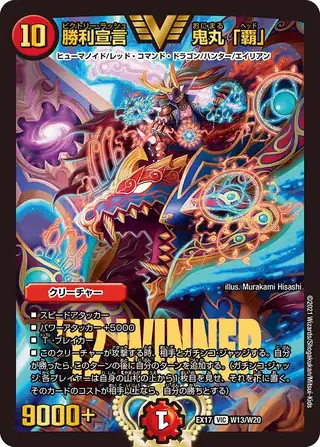 10
ビクトリー・ラッシュ おにまる ヘッド
勝利宣言 鬼丸「覇」
ヒューマノイド/レッド・コマンド・ドラゴン/ハンター/エイリアン
illus. Murakami Hisashi
クリーチャー
WINNER
■スピードアタッカー
■パワーアタッカー+5000
■T・ブレイカー
■このクリーチャーが攻撃する時、相手とガチンコ・ジャッジする。自分
が勝ったら、このターンの後に自分のターンを追加する。(ガチンコ・ジャッ
ジ:各プレイヤーは自身の山札の上から1枚目を見せ、それを下に置く。
そのカードのコストが相手以上なら、自分の勝ちとする)
9000+
1
EX17 VIC W13/W20
©2021 Wizards/Shogakukan/Mitsui-Kids